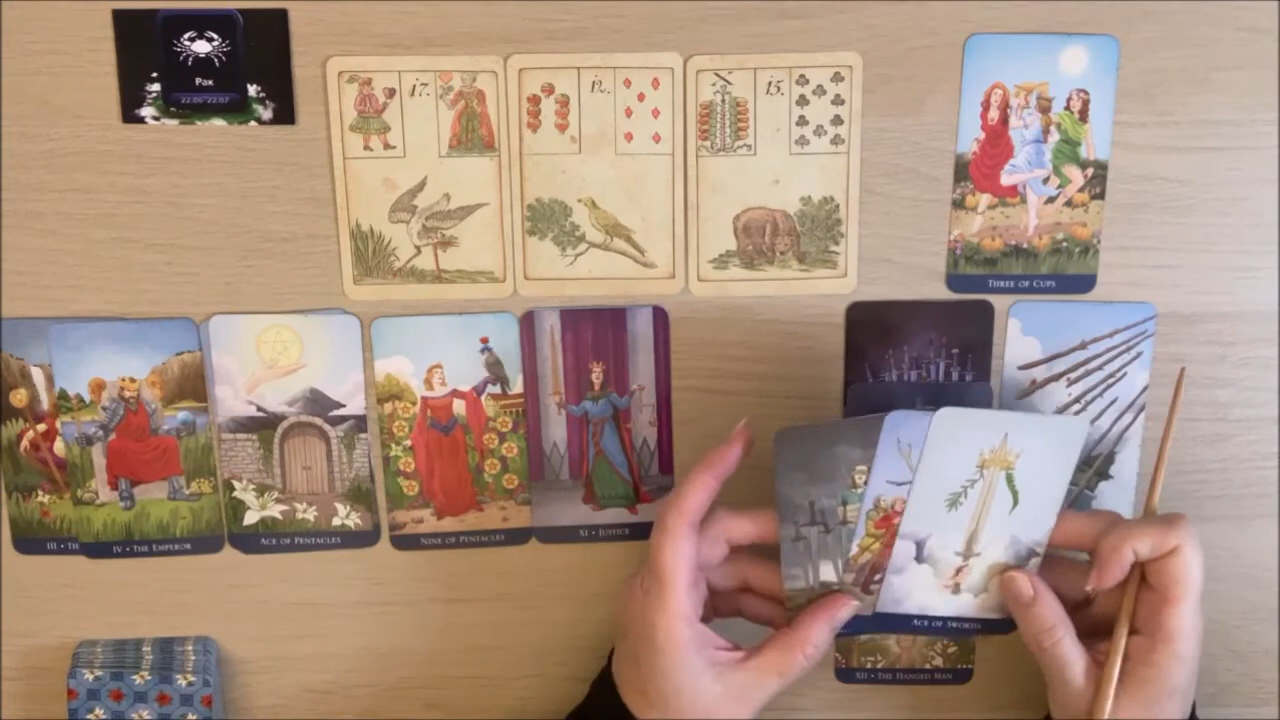 Рак
22.06-22.07
17.
12.
X
15.
THREE OF CUPS
III • TH
IV • THE EMPEROR
ACE OF PENTACLES
NINE OF PENTACLES
XI • JUSTICE
ACE OF SWORDS
XII • THE HANGED MAN